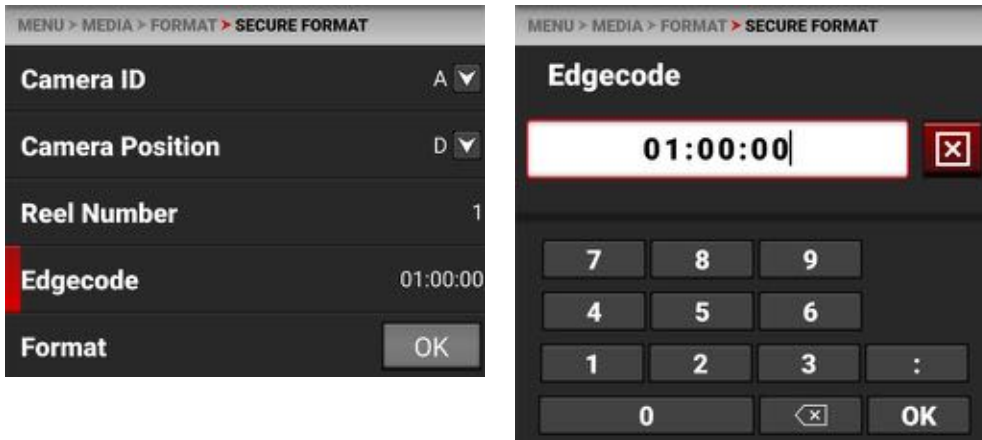 MENU > MEDIA > FORMAT > SECURE FORMAT
Camera ID A
Camera Position D
Reel Number 1
Edgecode 01:00:00
Format OK
MENU > MEDIA > FORMAT > SECURE FORMAT
Edgecode
01:00:00
7 8 9
4 5 6
1 2 3 :
0 OK